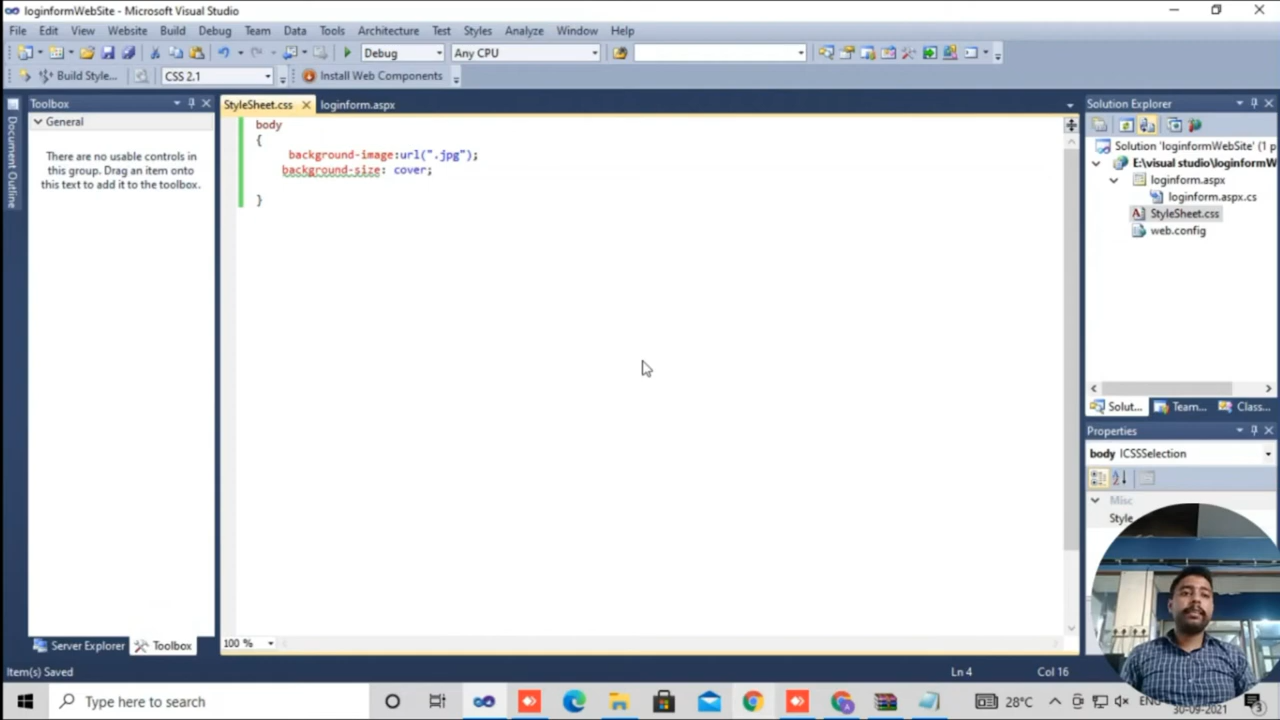 loginformWebSite - Microsoft Visual Studio
File Edit View Website Build Debug Team Data Tools Architecture Test Styles Analyze Window Help
Debug Any CPU
Build Style... CSS 2.1 Install Web Components
Document Outline
Toolbox
General
There are no usable controls in
this group. Drag an item onto
this text to add it to the toolbox.
Server Explorer Toolbox
StyleSheet.css loginform.aspx
body
{
background-image:url(".jpg");
background-size: cover;
}
100 %
Solution Explorer
Solution 'loginformWebSite' (1 p
E:\visual studio\loginformW
loginform.aspx
loginform.aspx.cs
StyleSheet.css
web.config
Solut... Team... Class...
Properties
body ICSSSelection
Misc
Style
Item(s) Saved Ln 4 Col 16
Type here to search
28°C ENG
30-09-2021 3